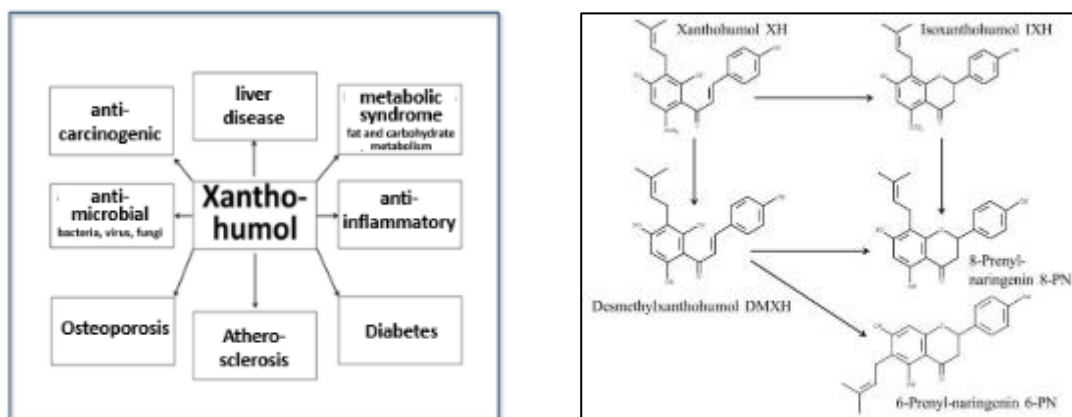 anti-
carcinogenic
liver
disease
metabolic
syndrome
fat and carbohydrate
metabolism
anti-
microbial
bacteria, virus, fungi
Xantho-
humol
anti-
inflammatory
Osteoporosis
Athero-
sclerosis
Diabetes
Xanthohumol XH
Isoxanthohumol IXH
Desmethylxanthohumol DMXH
8-Prenyl-
naringenin 8-PN
6-Prenyl-naringenin 6-PN